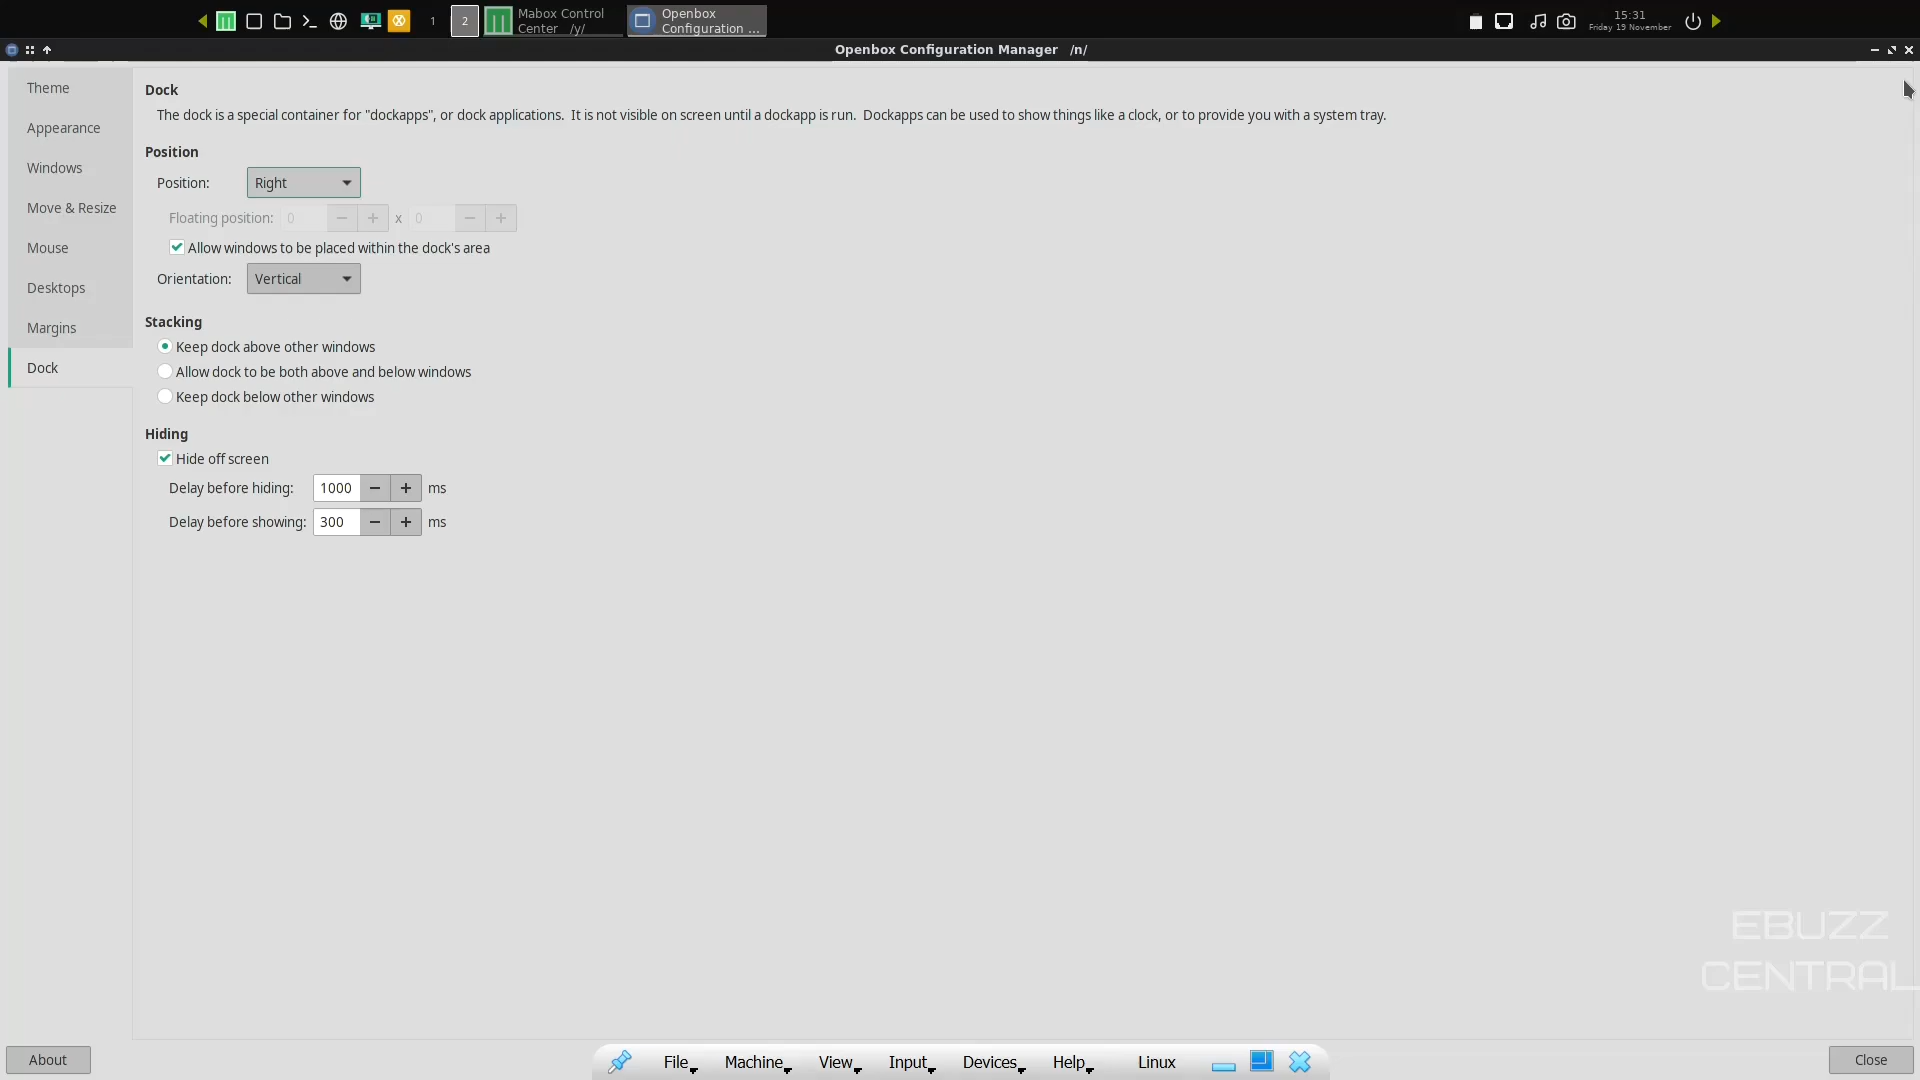 1
2
Mabox Control
Center /y/
Openbox
Configuration ...
15:31
Friday 19 November
Openbox Configuration Manager /n/
Theme
Appearance
Windows
Move & Resize
Mouse
Desktops
Margins
Dock
Dock
The dock is a special container for "dockapps", or dock applications. It is not visible on screen until a dockapp is run. Dockapps can be used to show things like a clock, or to provide you with a system tray.
Position
Position: Right
Floating position: 0 − + x 0 − +
Allow windows to be placed within the dock's area
Orientation: Vertical
Stacking
Keep dock above other windows
Allow dock to be both above and below windows
Keep dock below other windows
Hiding
Hide off screen
Delay before hiding: 1000 − + ms
Delay before showing: 300 − + ms
EBUZZ
CENTRAL
About
File Machine View Input Devices Help Linux
Close